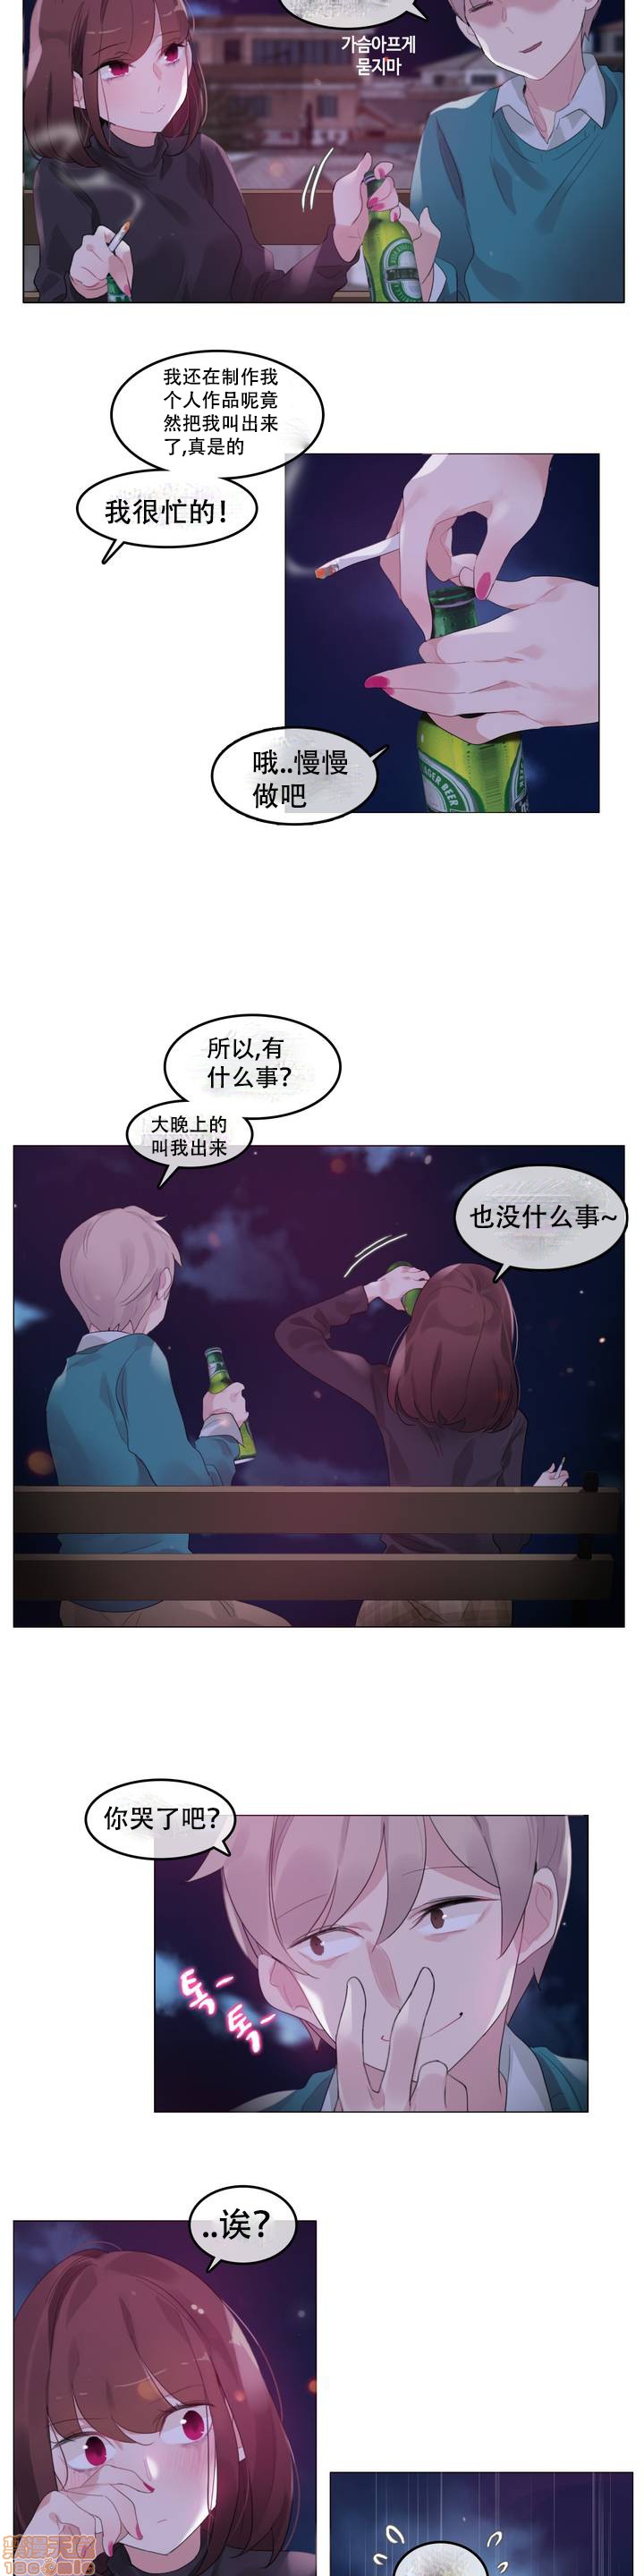 가슴아프게
묻지마
我还在制作我
个人作品呢竟
然把我叫出来
了,真是的
我很忙的!
LAGER BEER
哦..慢慢
做吧
所以,有
什么事?
大晚上的
叫我出来
也没什么事~
你哭了吧?
톡-
톡-
..诶?